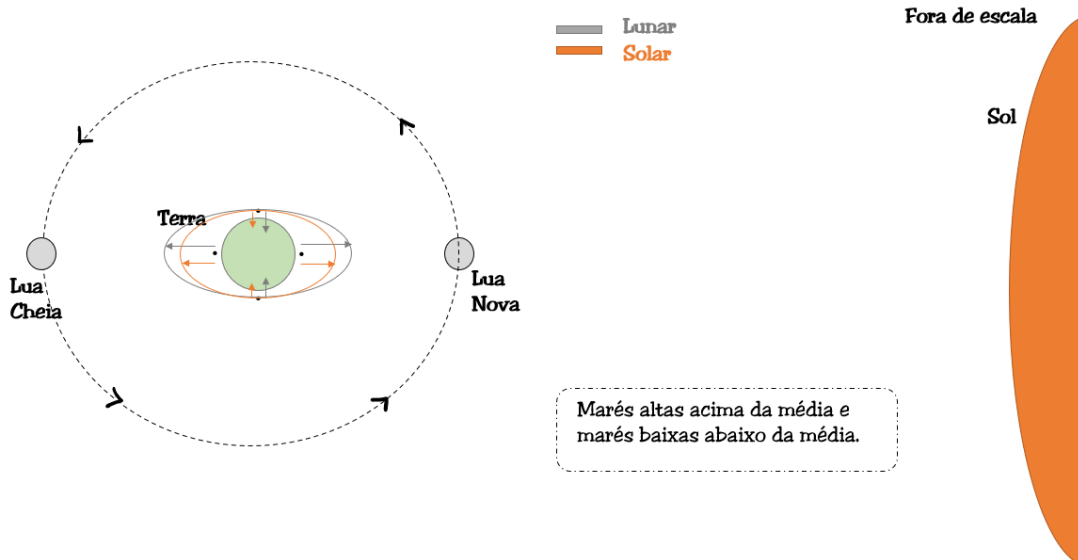 Fora de escala
Lunar
Solar
Sol
Terra
Lua
Cheia
Lua
Nova
Marés altas acima da média e
marés baixas abaixo da média.